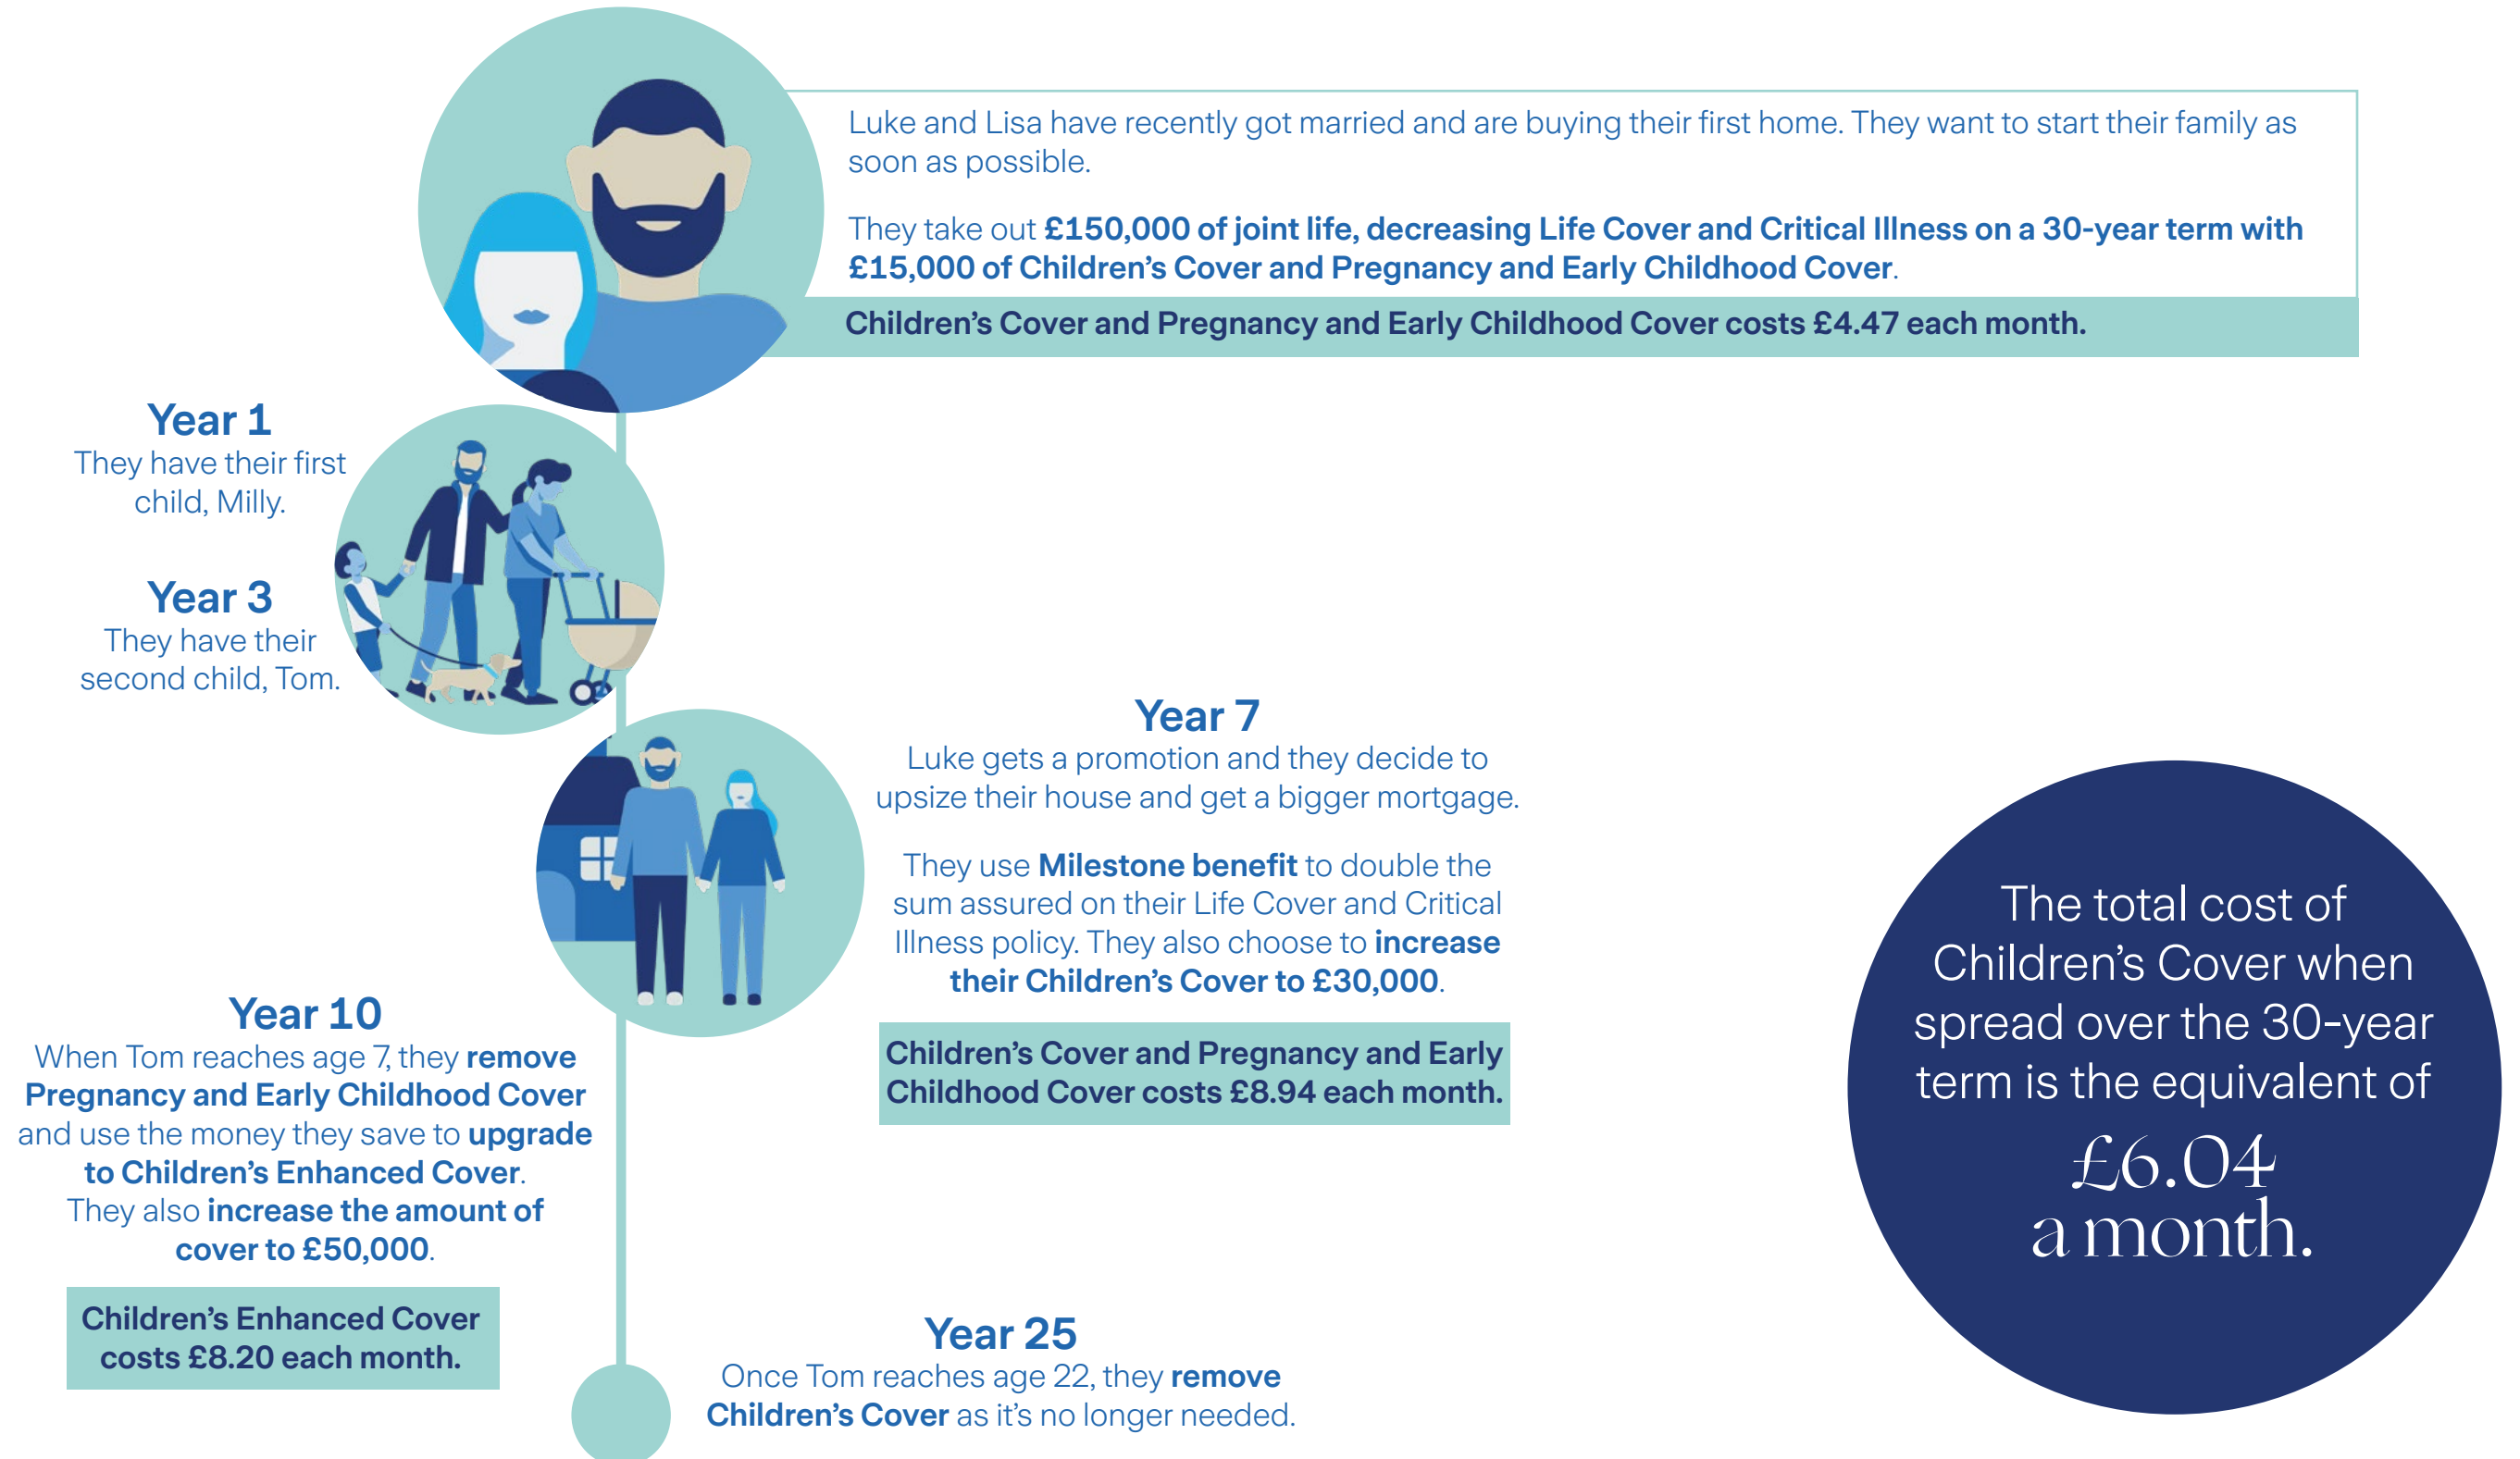 Luke and Lisa have recently got married and are buying their first home. They want to start their family as
soon as possible.
They take out £150,000 of joint life, decreasing Life Cover and Critical Illness on a 30-year term with
£15,000 of Children’s Cover and Pregnancy and Early Childhood Cover.
Children’s Cover and Pregnancy and Early Childhood Cover costs £4.47 each month.
Year 1
They have their first
child, Milly.
Year 3
They have their
second child, Tom.
Year 7
Luke gets a promotion and they decide to
upsize their house and get a bigger mortgage.
They use Milestone benefit to double the
sum assured on their Life Cover and Critical
Illness policy. They also choose to increase
their Children’s Cover to £30,000.
Children’s Cover and Pregnancy and Early
Childhood Cover costs £8.94 each month.
Year 10
When Tom reaches age 7, they remove
Pregnancy and Early Childhood Cover
and use the money they save to upgrade
to Children’s Enhanced Cover.
They also increase the amount of
cover to £50,000.
Children’s Enhanced Cover
costs £8.20 each month.
Year 25
Once Tom reaches age 22, they remove
Children’s Cover as it’s no longer needed.
The total cost of
Children’s Cover when
spread over the 30-year
term is the equivalent of
£6.04
a month.